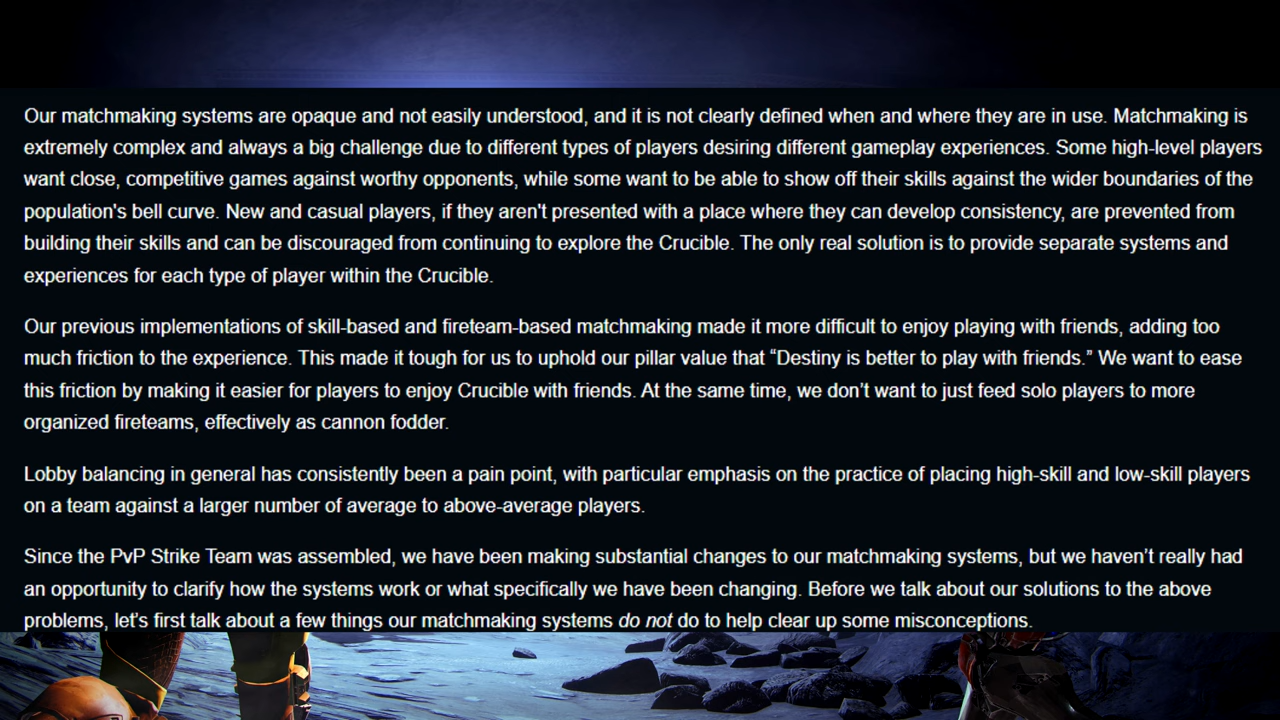 Our matchmaking systems are opaque and not easily understood, and it is not clearly defined when and where they are in use. Matchmaking is
extremely complex and always a big challenge due to different types of players desiring different gameplay experiences. Some high-level players
want close, competitive games against worthy opponents, while some want to be able to show off their skills against the wider boundaries of the
population's bell curve. New and casual players, if they aren't presented with a place where they can develop consistency, are prevented from
building their skills and can be discouraged from continuing to explore the Crucible. The only real solution is to provide separate systems and
experiences for each type of player within the Crucible.
Our previous implementations of skill-based and fireteam-based matchmaking made it more difficult to enjoy playing with friends, adding too
much friction to the experience. This made it tough for us to uphold our pillar value that “Destiny is better to play with friends.” We want to ease
this friction by making it easier for players to enjoy Crucible with friends. At the same time, we don’t want to just feed solo players to more
organized fireteams, effectively as cannon fodder.
Lobby balancing in general has consistently been a pain point, with particular emphasis on the practice of placing high-skill and low-skill players
on a team against a larger number of average to above-average players.
Since the PvP Strike Team was assembled, we have been making substantial changes to our matchmaking systems, but we haven’t really had
an opportunity to clarify how the systems work or what specifically we have been changing. Before we talk about our solutions to the above
problems, let’s first talk about a few things our matchmaking systems do not do to help clear up some misconceptions.